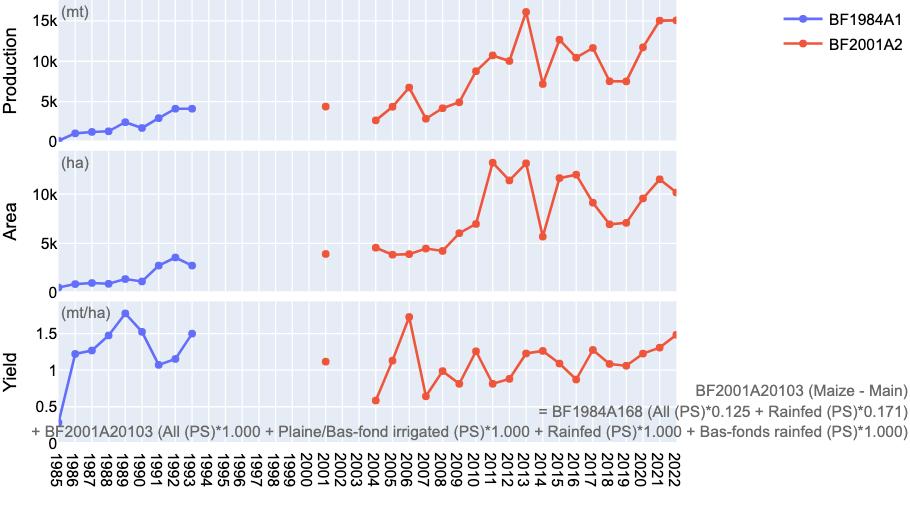 (mt)
15k
10k
5k
0
Production
BF1984A1
BF2001A2
(ha)
10k
5k
0
Area
(mt/ha)
1.5
1
0.5
0
Yield
BF2001A20103 (Maize - Main)
= BF1984A168 (All (PS)*0.125 + Rainfed (PS)*0.171)
+ BF2001A20103 (All (PS)*1.000 + Plaine/Bas-fond irrigated (PS)*1.000 + Rainfed (PS)*1.000 + Bas-fonds rainfed (PS)*1.000)
1985
1986
1987
1988
1989
1990
1991
1992
1993
1994
1995
1996
1997
1998
1999
2000
2001
2002
2003
2004
2005
2006
2007
2008
2009
2010
2011
2012
2013
2014
2015
2016
2017
2018
2019
2020
2021
2022